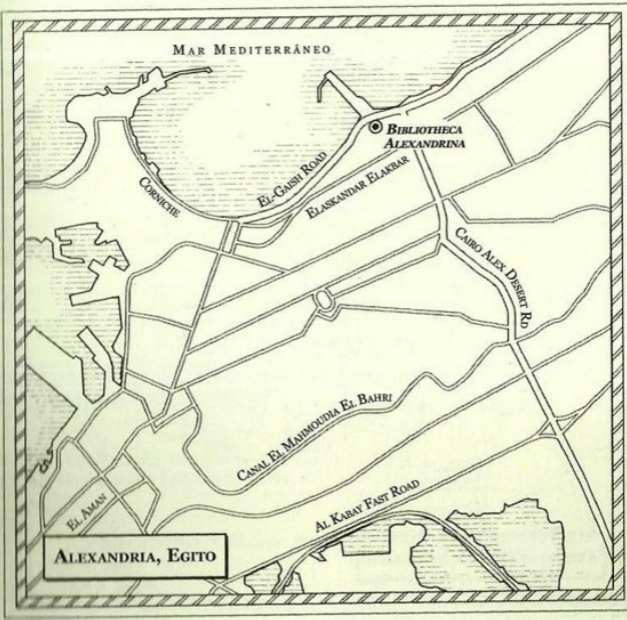 MAR MEDITERRÂNEO
BIBLIOTHECA
ALEXANDRINA
EL-GAISH ROAD
ELASKANDAR ELAKBAR
CORNICHE
CAIRO ALEX DESERT RD
CANAL EL MAHMOUDIA EL BAHRI
AL KABAY FAST ROAD
EL AMAN
ALEXANDRIA, EGITO